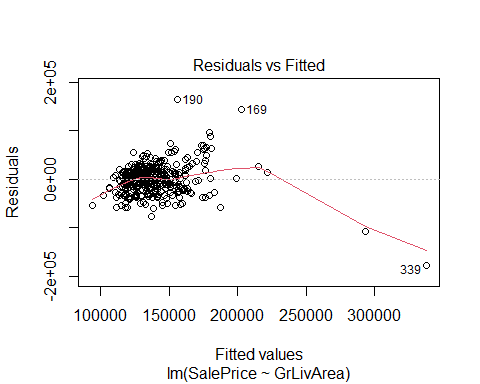 Residuals vs Fitted
Residuals
2e+05
0e+00
-2e+05
190
169
339
100000 150000 200000 250000 300000
Fitted values
lm(SalePrice ~ GrLivArea)